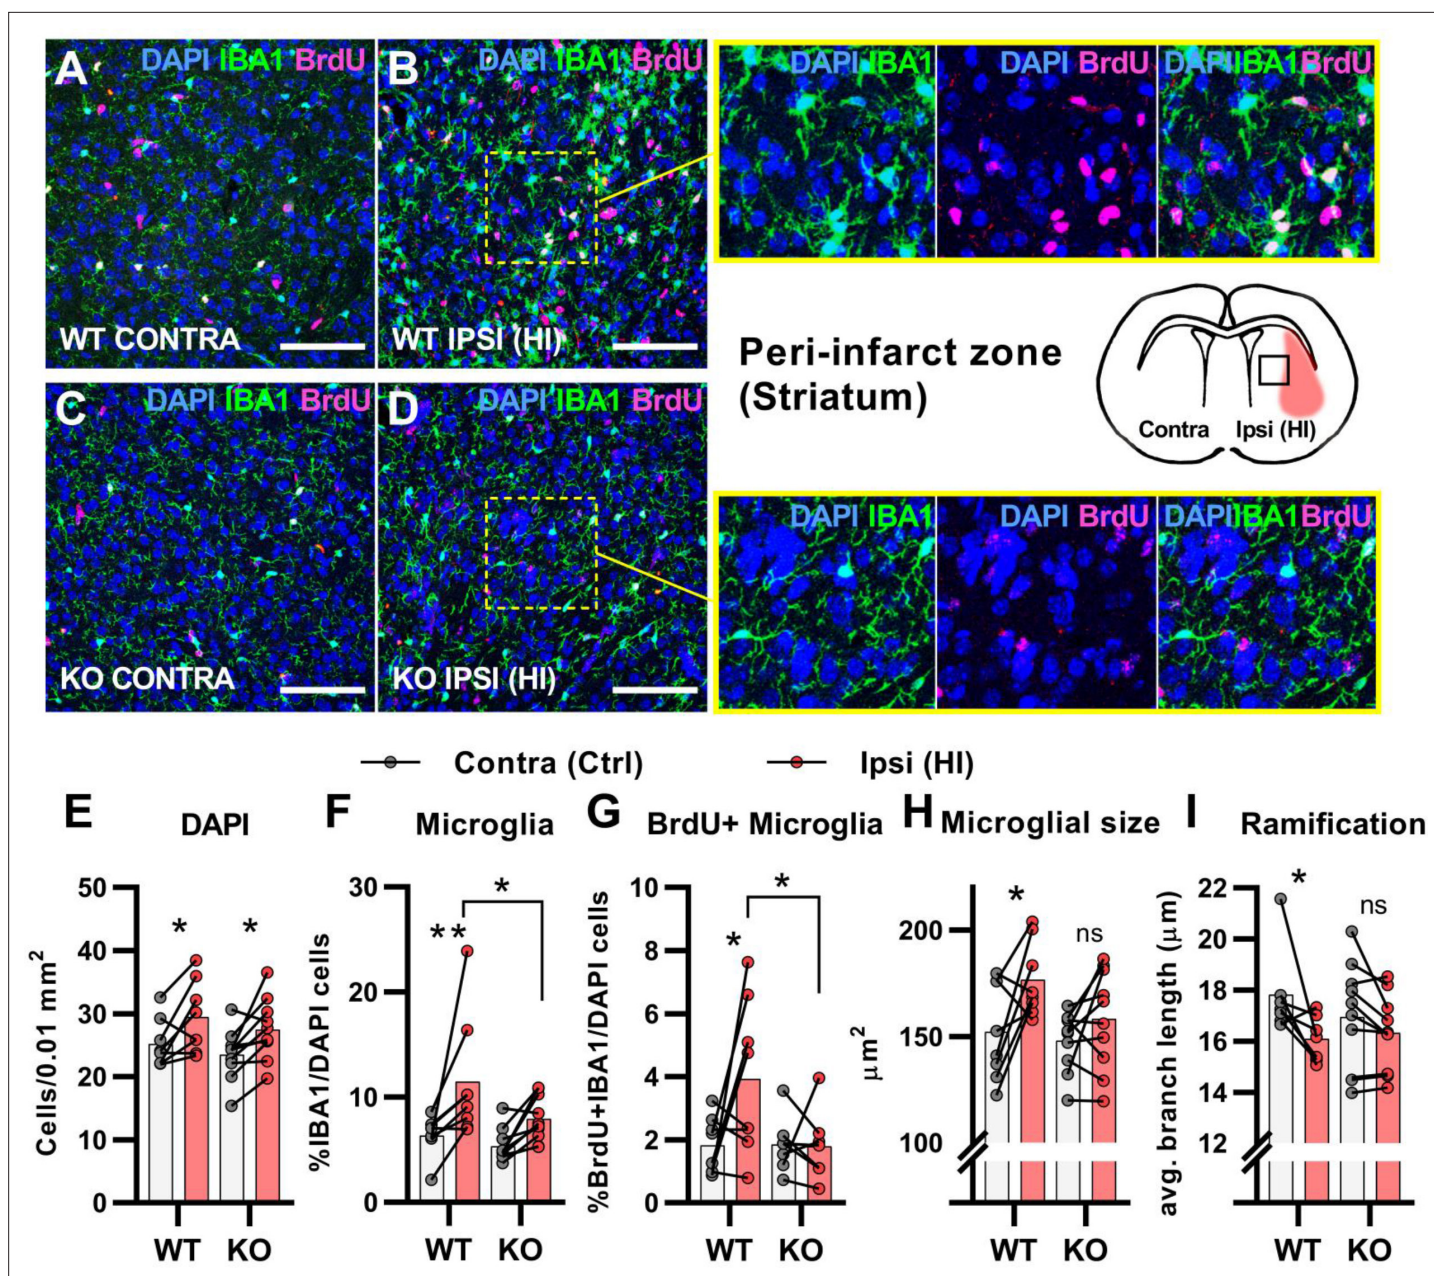 A
DAPI IBA1 BrdU
WT CONTRA
B
DAPI IBA1 BrdU
WT IPSI (HI)
DAPI IBA1
DAPI BrdU
DAPI IBA1 BrdU
Peri-infarct zone
(Striatum)
Contra
Ipsi (HI)
C
DAPI IBA1 BrdU
KO CONTRA
D
DAPI IBA1 BrdU
KO IPSI (HI)
DAPI IBA1
DAPI BrdU
DAPI IBA1 BrdU
Contra (Ctrl)
Ipsi (HI)
E
DAPI
Cells/0.01 mm²
50
40
30
20
10
0
*
*
WT
KO
F
Microglia
%IBA1/DAPI cells
30
20
10
0
**
*
WT
KO
G
BrdU+ Microglia
%BrdU+IBA1/DAPI cells
10
8
6
4
2
0
*
*
WT
KO
H
Microglial size
μm²
200
150
100
*
ns
WT
KO
I
Ramification
avg. branch length (μm)
22
20
18
16
14
12
*
ns
WT
KO